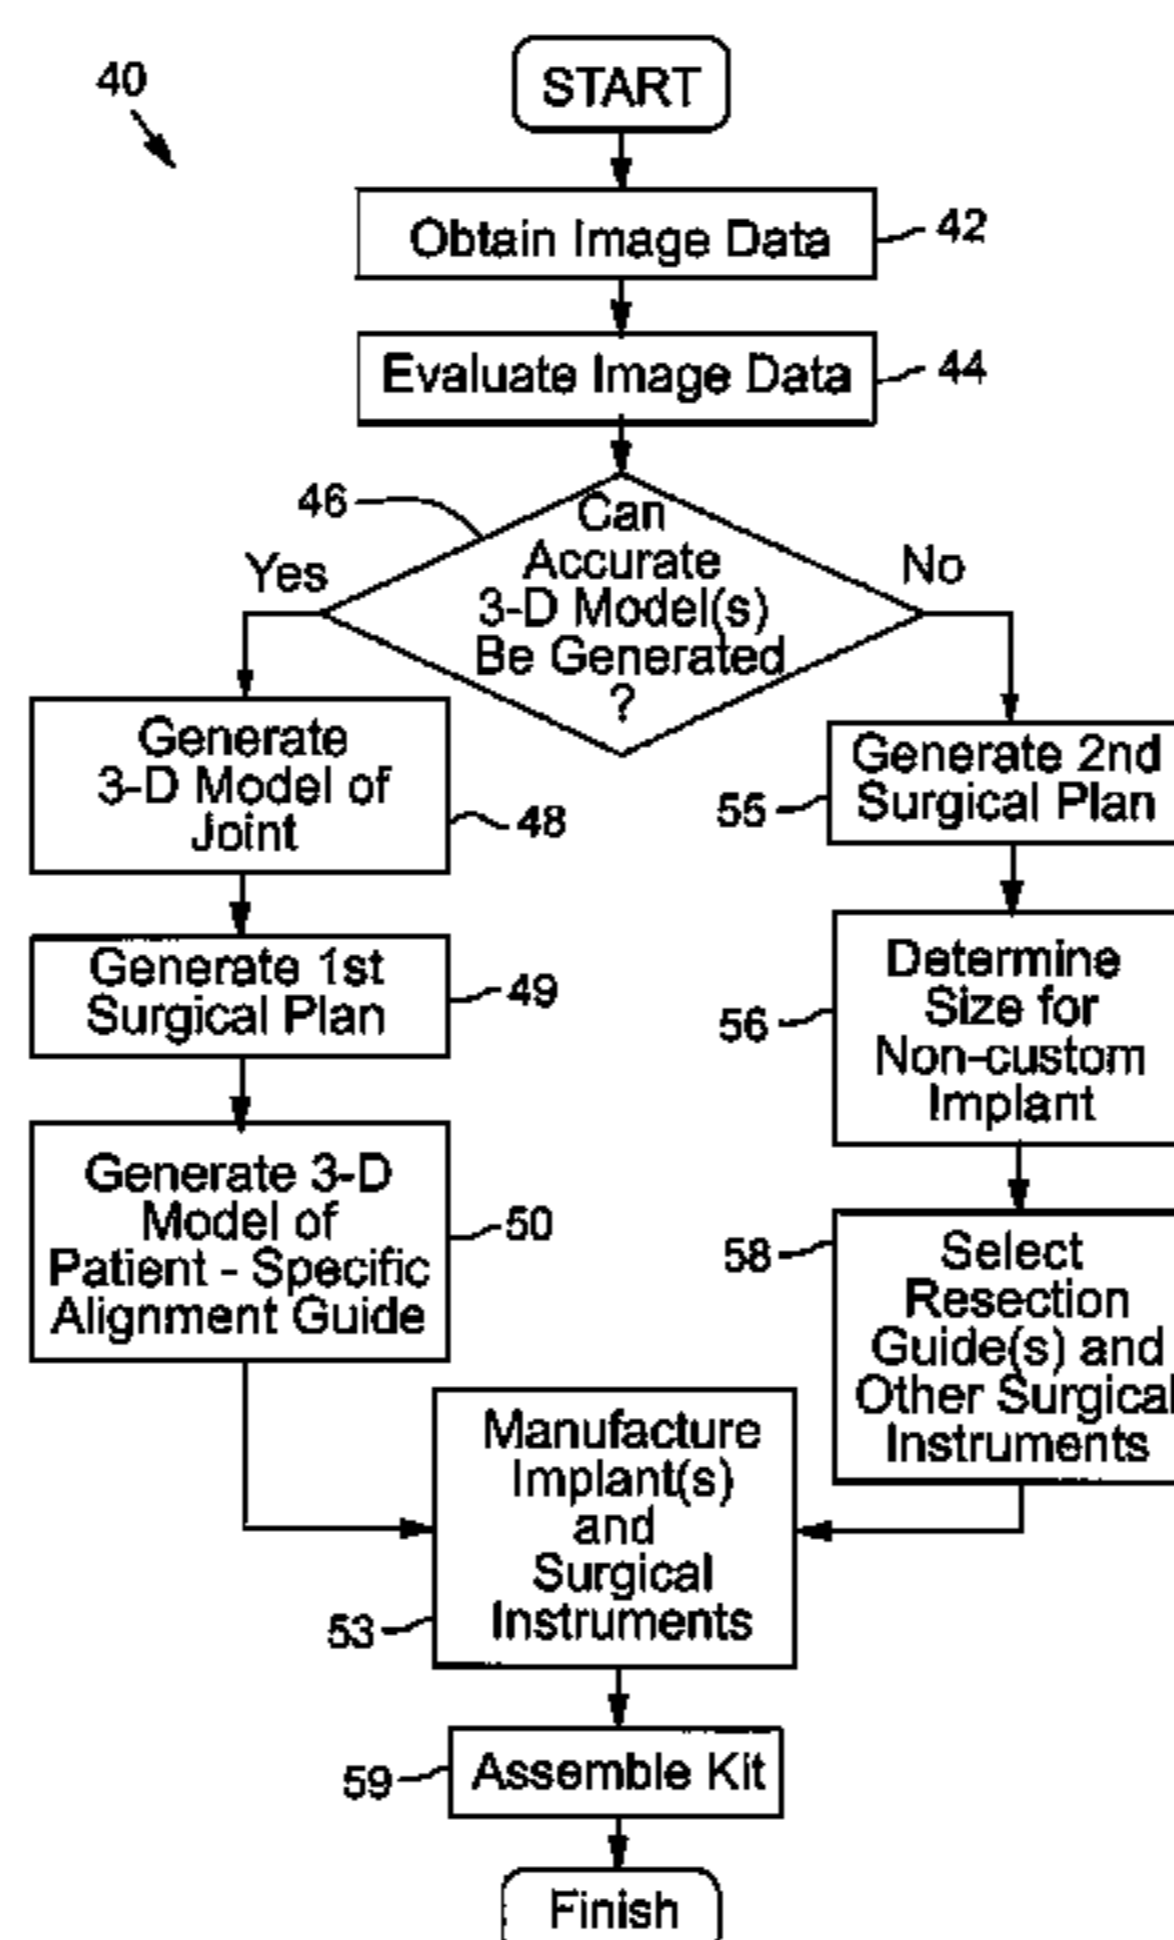 40
START
Obtain Image Data
42
Evaluate Image Data
44
46
Can
Accurate
3-D Model(s)
Be Generated
?
Yes
No
Generate
3-D Model of
Joint
48
Generate 1st
Surgical Plan
49
Generate 3-D
Model of
Patient - Specific
Alignment Guide
50
Generate 2nd
Surgical Plan
55
Determine
Size for
Non-custom
Implant
56
Select
Resection
Guide(s) and
Other Surgical
Instruments
58
Manufacture
Implant(s)
and
Surgical
Instruments
53
Assemble Kit
59
Finish